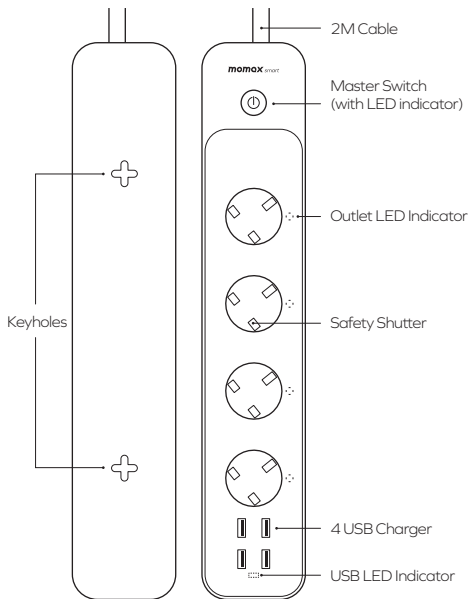 2M Cable
momax smart
Master Switch
(with LED indicator)
Outlet LED Indicator
Keyholes
Safety Shutter
4 USB Charger
USB LED Indicator